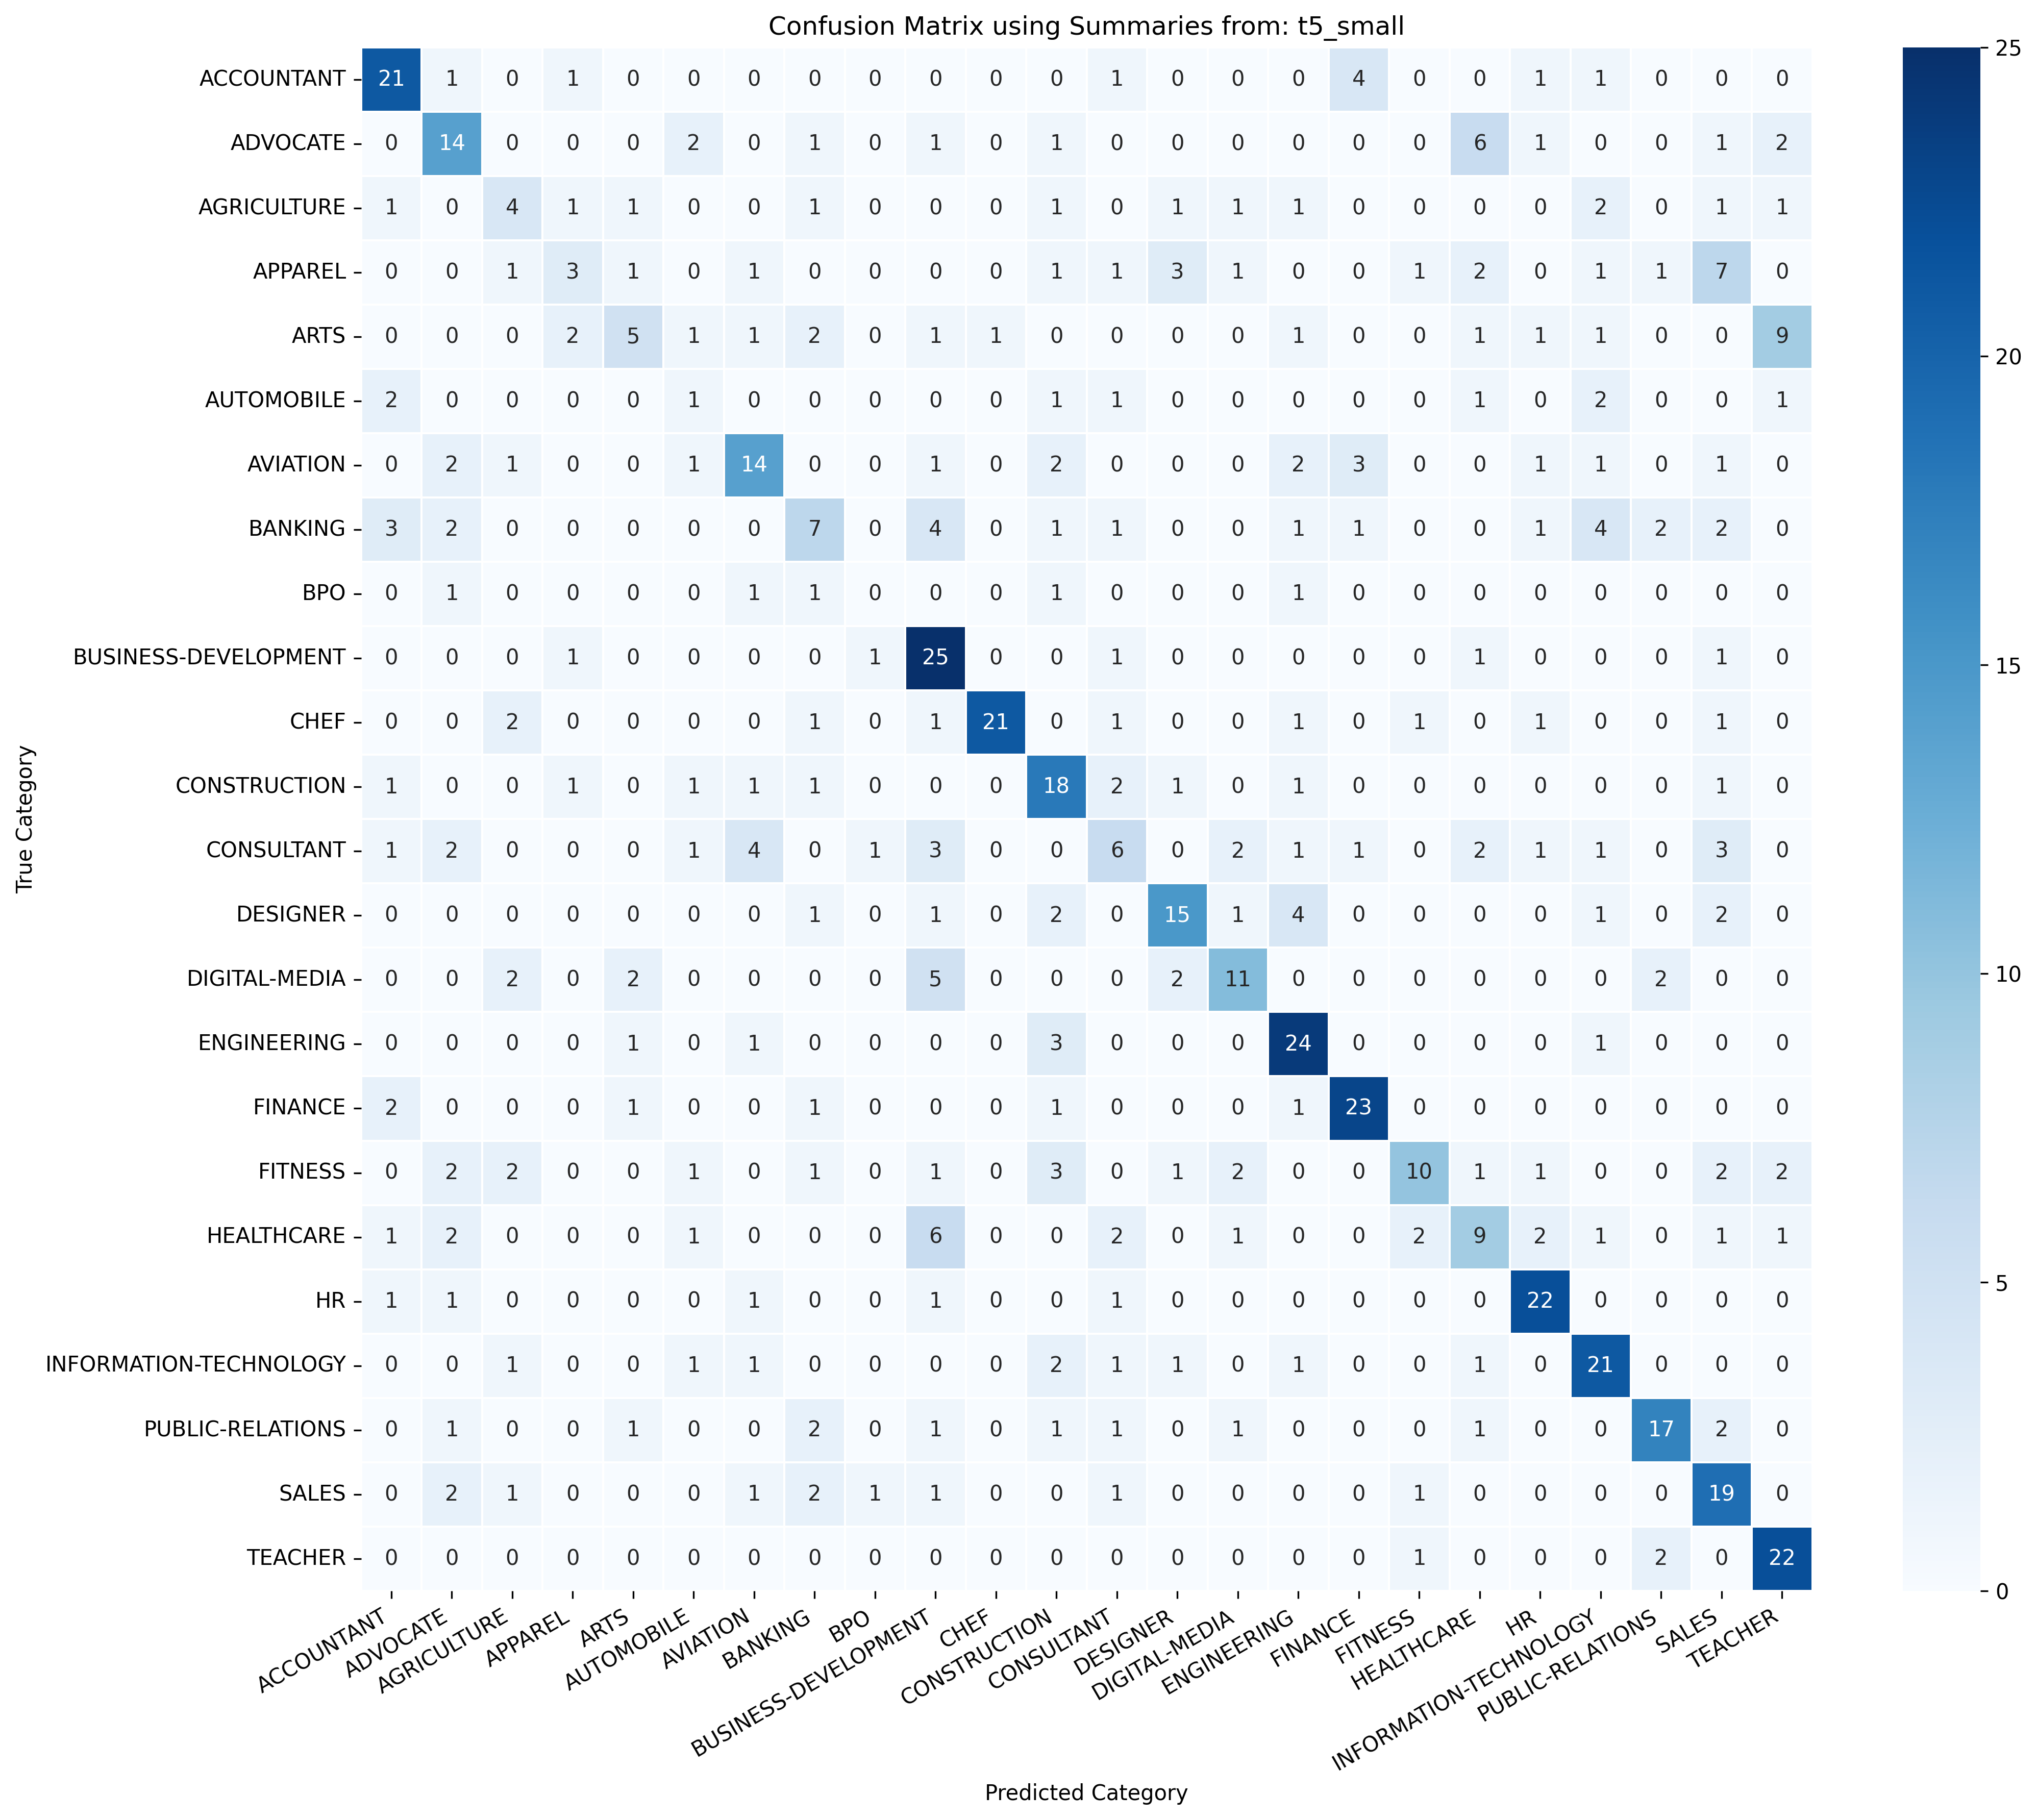 Confusion Matrix using Summaries from: t5_small
ACCOUNTANT 21 1 0 1 0 0 0 0 0 0 0 0 1 0 0 0 4 0 0 1 1 0 0 0
ADVOCATE 0 14 0 0 0 2 0 1 0 1 0 1 0 0 0 0 0 0 6 1 0 0 1 2
AGRICULTURE 1 0 4 1 1 0 0 1 0 0 0 1 0 1 1 1 0 0 0 0 2 0 1 1
APPAREL 0 0 1 3 1 0 1 0 0 0 0 1 1 3 1 0 0 1 2 0 1 1 7 0
ARTS 0 0 0 2 5 1 1 2 0 1 1 0 0 0 0 1 0 0 1 1 1 0 0 9
AUTOMOBILE 2 0 0 0 0 1 0 0 0 0 0 1 1 0 0 0 0 0 1 0 2 0 0 1
AVIATION 0 2 1 0 0 1 14 0 0 1 0 2 0 0 0 2 3 0 0 1 1 0 1 0
BANKING 3 2 0 0 0 0 0 7 0 4 0 1 1 0 0 1 1 0 0 1 4 2 2 0
BPO 0 1 0 0 0 0 1 1 0 0 0 1 0 0 0 1 0 0 0 0 0 0 0 0
BUSINESS-DEVELOPMENT 0 0 0 1 0 0 0 0 1 25 0 0 1 0 0 0 0 0 1 0 0 0 1 0
CHEF 0 0 2 0 0 0 0 1 0 1 21 0 1 0 0 1 0 1 0 1 0 0 1 0
CONSTRUCTION 1 0 0 1 0 1 1 1 0 0 0 18 2 1 0 1 0 0 0 0 0 0 1 0
CONSULTANT 1 2 0 0 0 1 4 0 1 3 0 0 6 0 2 1 1 0 2 1 1 0 3 0
DESIGNER 0 0 0 0 0 0 0 1 0 1 0 2 0 15 1 4 0 0 0 0 1 0 2 0
DIGITAL-MEDIA 0 0 2 0 2 0 0 0 0 5 0 0 0 2 11 0 0 0 0 0 0 2 0 0
ENGINEERING 0 0 0 0 1 0 1 0 0 0 0 3 0 0 0 24 0 0 0 0 1 0 0 0
FINANCE 2 0 0 0 1 0 0 1 0 0 0 1 0 0 0 1 23 0 0 0 0 0 0 0
FITNESS 0 2 2 0 0 1 0 1 0 1 0 3 0 1 2 0 0 10 1 1 0 0 2 2
HEALTHCARE 1 2 0 0 0 1 0 0 0 6 0 0 2 0 1 0 0 2 9 2 1 0 1 1
HR 1 1 0 0 0 0 1 0 0 1 0 0 1 0 0 0 0 0 0 22 0 0 0 0
INFORMATION-TECHNOLOGY 0 0 1 0 0 1 1 0 0 0 0 2 1 1 0 1 0 0 1 0 21 0 0 0
PUBLIC-RELATIONS 0 1 0 0 1 0 0 2 0 1 0 1 1 0 1 0 0 0 1 0 0 17 2 0
SALES 0 2 1 0 0 0 1 2 1 1 0 0 1 0 0 0 0 1 0 0 0 0 19 0
TEACHER 0 0 0 0 0 0 0 0 0 0 0 0 0 0 0 0 0 1 0 0 0 2 0 22
True Category
ACCOUNTANT
ADVOCATE
AGRICULTURE
APPAREL
ARTS
AUTOMOBILE
AVIATION
BANKING
BPO
BUSINESS-DEVELOPMENT
CHEF
CONSTRUCTION
CONSULTANT
DESIGNER
DIGITAL-MEDIA
ENGINEERING
FINANCE
FITNESS
HEALTHCARE
HR
INFORMATION-TECHNOLOGY
PUBLIC-RELATIONS
SALES
TEACHER
Predicted Category
25
20
15
10
5
0